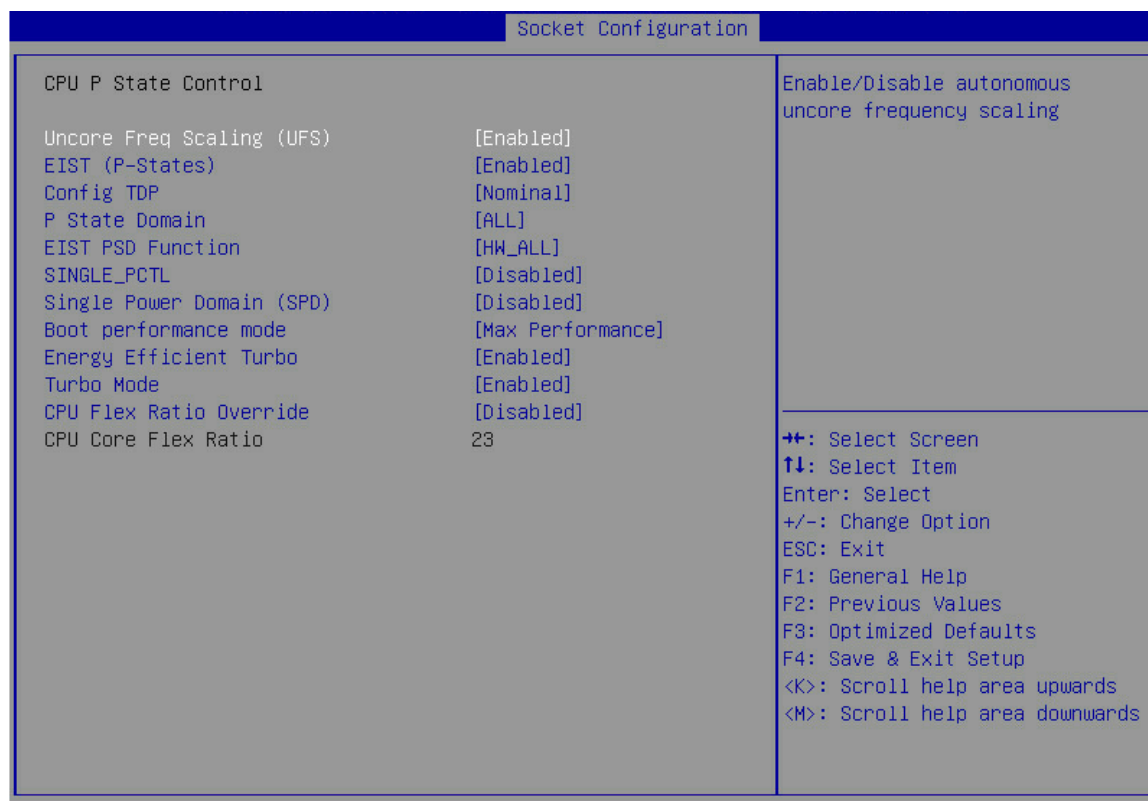 Socket Configuration
CPU P State Control
Uncore Freq Scaling (UFS) [Enabled]
EIST (P-States) [Enabled]
Config TDP [Nominal]
P State Domain [ALL]
EIST PSD Function [HW_ALL]
SINGLE_PCTL [Disabled]
Single Power Domain (SPD) [Disabled]
Boot performance mode [Max Performance]
Energy Efficient Turbo [Enabled]
Turbo Mode [Enabled]
CPU Flex Ratio Override [Disabled]
CPU Core Flex Ratio 23
Enable/Disable autonomous
uncore frequency scaling
→←: Select Screen
↑↓: Select Item
Enter: Select
+/-: Change Option
ESC: Exit
F1: General Help
F2: Previous Values
F3: Optimized Defaults
F4: Save & Exit Setup
<K>: Scroll help area upwards
<M>: Scroll help area downwards